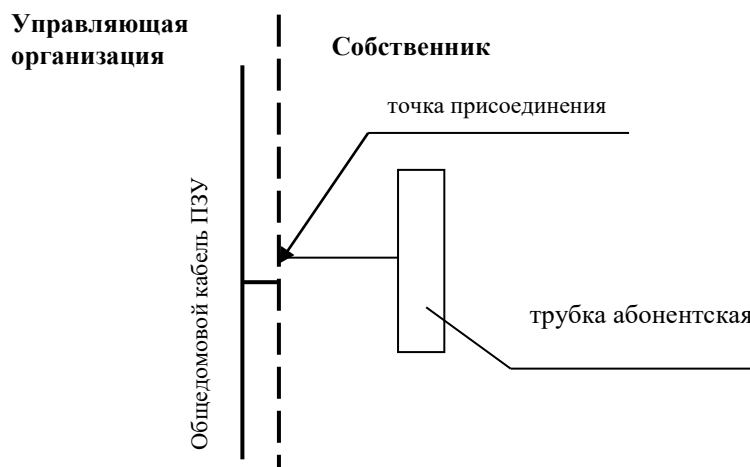 Управляющая
организация
Собственник
точка присоединения
Общедомовой кабель ПЗУ
трубка абонентская